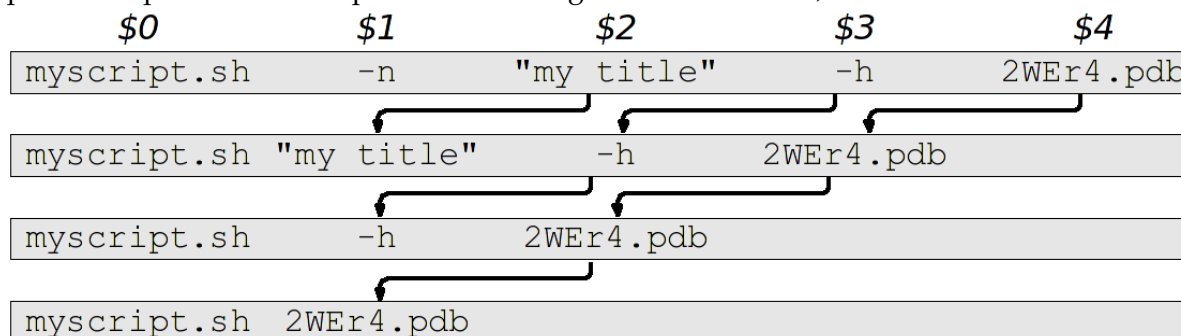 $0 $1 $2 $3 $4
myscript.sh -n "my title" -h 2WEr4.pdb
myscript.sh "my title" -h 2WEr4.pdb
myscript.sh -h 2WEr4.pdb
myscript.sh 2WEr4.pdb